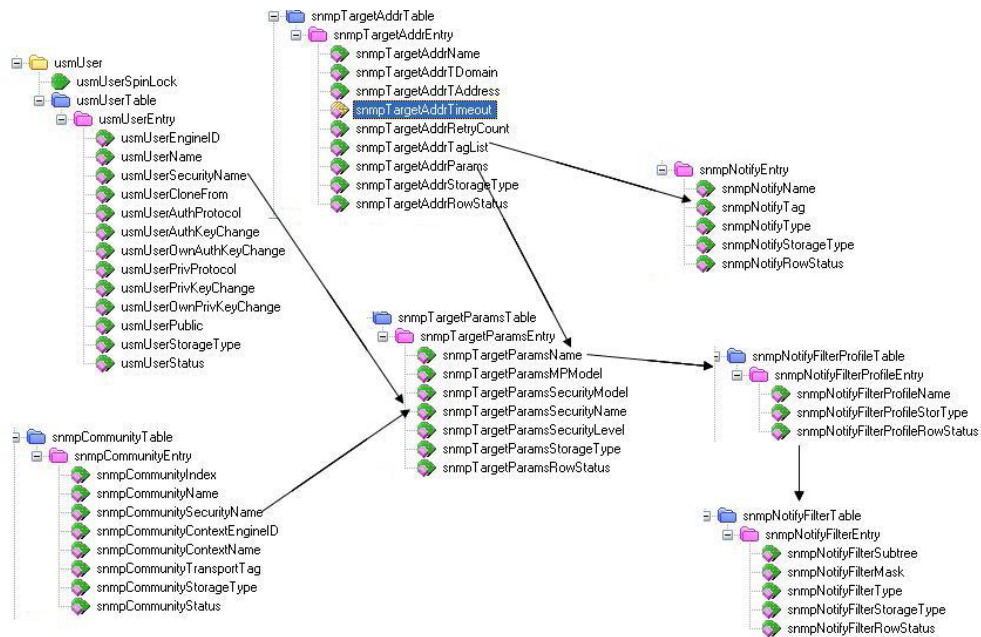 snmpTargetAddrTable
snmpTargetAddrEntry
snmpTargetAddrName
snmpTargetAddrTDomain
snmpTargetAddrTAddress
snmpTargetAddrTimeout
snmpTargetAddrRetryCount
snmpTargetAddrTagList
snmpTargetAddrParams
snmpTargetAddrStorageType
snmpTargetAddrRowStatus
usmUser
usmUserSpinLock
usmUserTable
usmUserEntry
usmUserEngineID
usmUserName
usmUserSecurityName
usmUserCloneFrom
usmUserAuthProtocol
usmUserAuthKeyChange
usmUserOwnAuthKeyChange
usmUserPrivProtocol
usmUserPrivKeyChange
usmUserOwnPrivKeyChange
usmUserPublic
usmUserStorageType
usmUserStatus
snmpNotifyEntry
snmpNotifyName
snmpNotifyTag
snmpNotifyType
snmpNotifyStorageType
snmpNotifyRowStatus
snmpTargetParamsTable
snmpTargetParamsEntry
snmpTargetParamsName
snmpTargetParamsMPModel
snmpTargetParamsSecurityModel
snmpTargetParamsSecurityName
snmpTargetParamsSecurityLevel
snmpTargetParamsStorageType
snmpTargetParamsRowStatus
snmpNotifyFilterProfileTable
snmpNotifyFilterProfileEntry
snmpNotifyFilterProfileName
snmpNotifyFilterProfileStorType
snmpNotifyFilterProfileRowStatus
snmpCommunityTable
snmpCommunityEntry
snmpCommunityIndex
snmpCommunityName
snmpCommunitySecurityName
snmpCommunityContextEngineID
snmpCommunityContextName
snmpCommunityTransportTag
snmpCommunityStorageType
snmpCommunityStatus
snmpNotifyFilterTable
snmpNotifyFilterEntry
snmpNotifyFilterSubtree
snmpNotifyFilterMask
snmpNotifyFilterType
snmpNotifyFilterStorageType
snmpNotifyFilterRowStatus